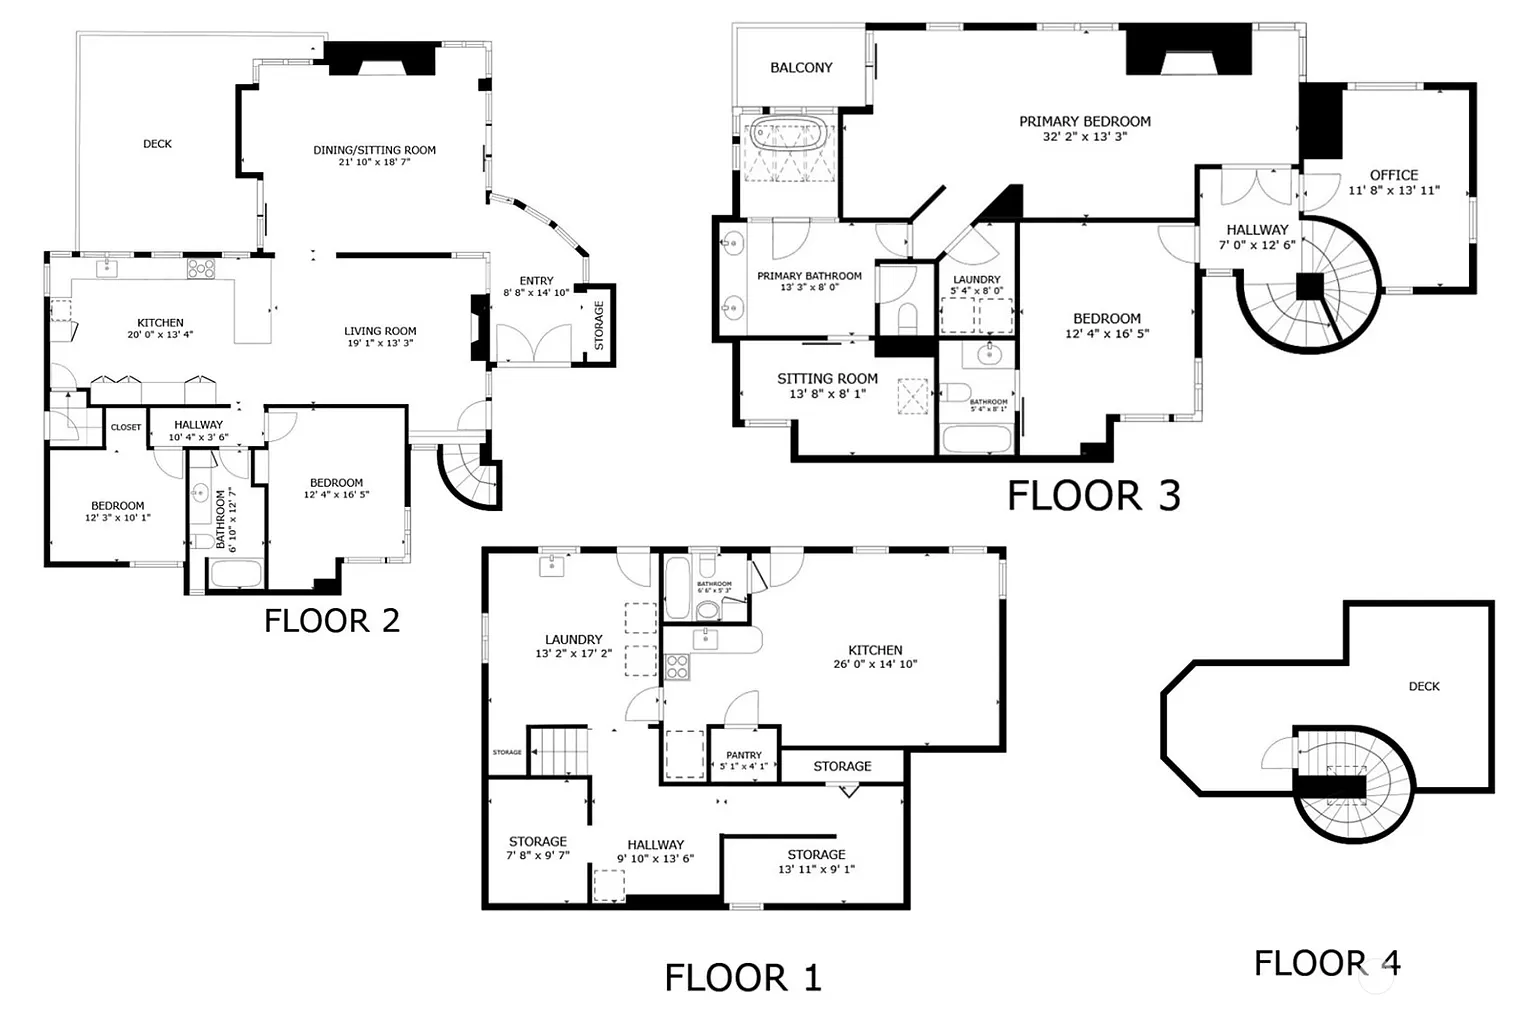 DECK
DINING/SITTING ROOM
21' 10" x 18' 7"
ENTRY
8' 8" x 14' 10"
STORAGE
KITCHEN
20' 0" x 13' 4"
LIVING ROOM
19' 1" x 13' 3"
CLOSET
HALLWAY
10' 4" x 3' 6"
BEDROOM
12' 3" x 10' 1"
BATHROOM
6' 10" x 12' 7"
BEDROOM
12' 4" x 16' 5"
FLOOR 2
BALCONY
PRIMARY BEDROOM
32' 2" x 13' 3"
OFFICE
11' 8" x 13' 11"
HALLWAY
7' 0" x 12' 6"
PRIMARY BATHROOM
13' 3" x 8' 0"
LAUNDRY
5' 4" x 8' 0"
BEDROOM
12' 4" x 16' 5"
SITTING ROOM
13' 8" x 8' 1"
BATHROOM
5' 4" x 8' 1"
FLOOR 3
BATHROOM
6' 6" x 5' 3"
LAUNDRY
13' 2" x 17' 2"
KITCHEN
26' 0" x 14' 10"
STORAGE
PANTRY
5' 1" x 4' 1"
STORAGE
STORAGE
7' 8" x 9' 7"
HALLWAY
9' 10" x 13' 6"
STORAGE
13' 11" x 9' 1"
FLOOR 1
DECK
FLOOR 4